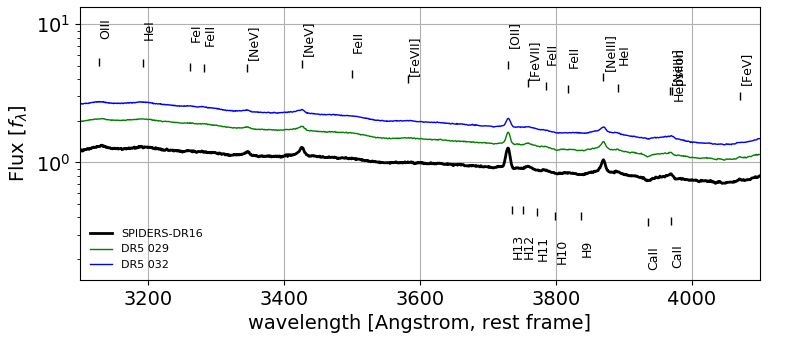 10¹
10⁰
Flux [f_λ]
OIII
HeI
FeI
FeII
[NeV]
[NeV]
FeII
[FeVII]
[OII]
[FeVII]
FeII
FeII
[NeIII]
HeI
[NeIII]
Hepsilon
[FeV]
H13
H12
H11
H10
H9
CaII
CaII
SPIDERS-DR16
DR5 029
DR5 032
3200 3400 3600 3800 4000
wavelength [Angstrom, rest frame]